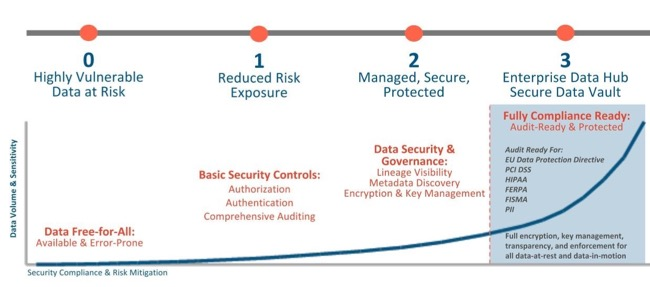 0
Highly Vulnerable
Data at Risk
1
Reduced Risk
Exposure
2
Managed, Secure,
Protected
3
Enterprise Data Hub
Secure Data Vault
Data Volume & Sensitivity
Data Free-for-All:
Available & Error-Prone
Basic Security Controls:
Authorization
Authentication
Comprehensive Auditing
Data Security &
Governance:
Lineage Visibility
Metadata Discovery
Encryption & Key Management
Fully Compliance Ready:
Audit-Ready & Protected
Audit Ready For:
EU Data Protection Directive
PCI DSS
HIPAA
FERPA
FISMA
PII
Full encryption, key management,
transparency, and enforcement for
all data-at-rest and data-in-motion
Security Compliance & Risk Mitigation